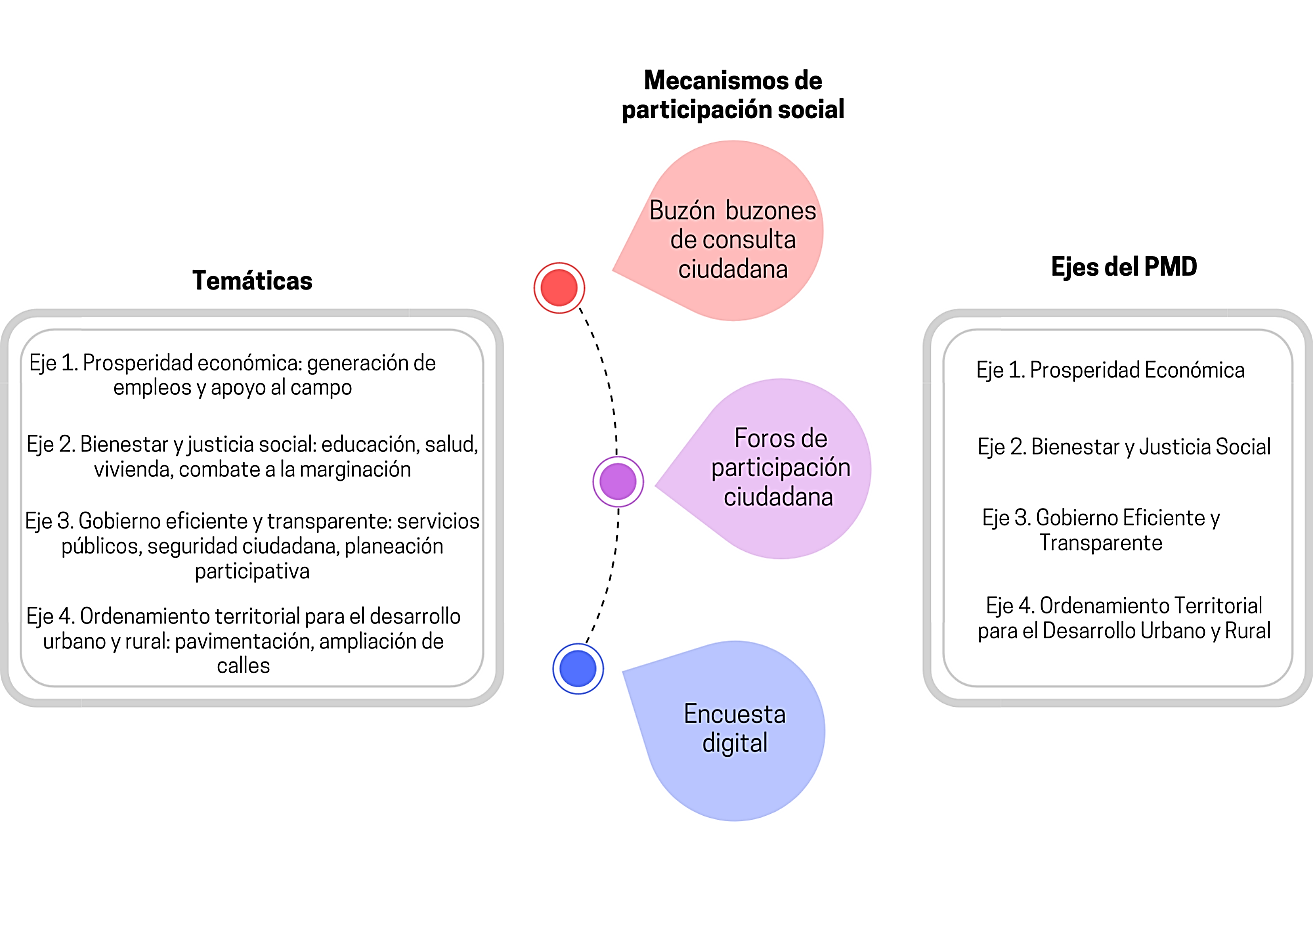 Mecanismos de
participación social
Buzón buzones
de consulta
ciudadana
Foros de
participación
ciudadana
Encuesta
digital
Temáticas
Eje 1. Prosperidad económica: generación de
empleos y apoyo al campo
Eje 2. Bienestar y justicia social: educación, salud,
vivienda, combate a la marginación
Eje 3. Gobierno eficiente y transparente: servicios
públicos, seguridad ciudadana, planeación
participativa
Eje 4. Ordenamiento territorial para el desarrollo
urbano y rural: pavimentación, ampliación de
calles
Ejes del PMD
Eje 1. Prosperidad Económica
Eje 2. Bienestar y Justicia Social
Eje 3. Gobierno Eficiente y
Transparente
Eje 4. Ordenamiento Territorial
para el Desarrollo Urbano y Rural